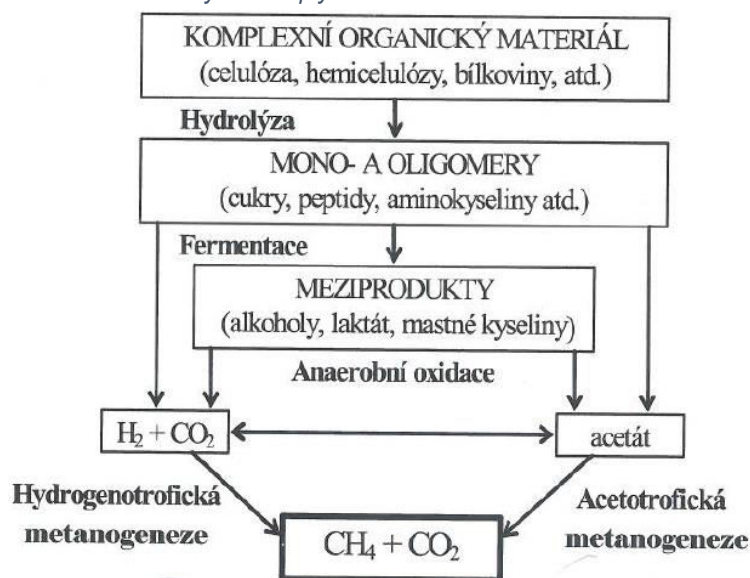 KOMPLEXNÍ ORGANICKÝ MATERIÁL
(celulóza, hemicelulózy, bílkoviny, atd.)
Hydrolýza
MONO- A OLIGOMERY
(cukry, peptidy, aminokyseliny atd.)
Fermentace
MEZIPRODUKTY
(alkoholy, laktát, mastné kyseliny)
Anaerobní oxidace
H₂ + CO₂
acetát
Hydrogenotrofická
metanogeneze
Acetotrofická
metanogeneze
CH₄ + CO₂